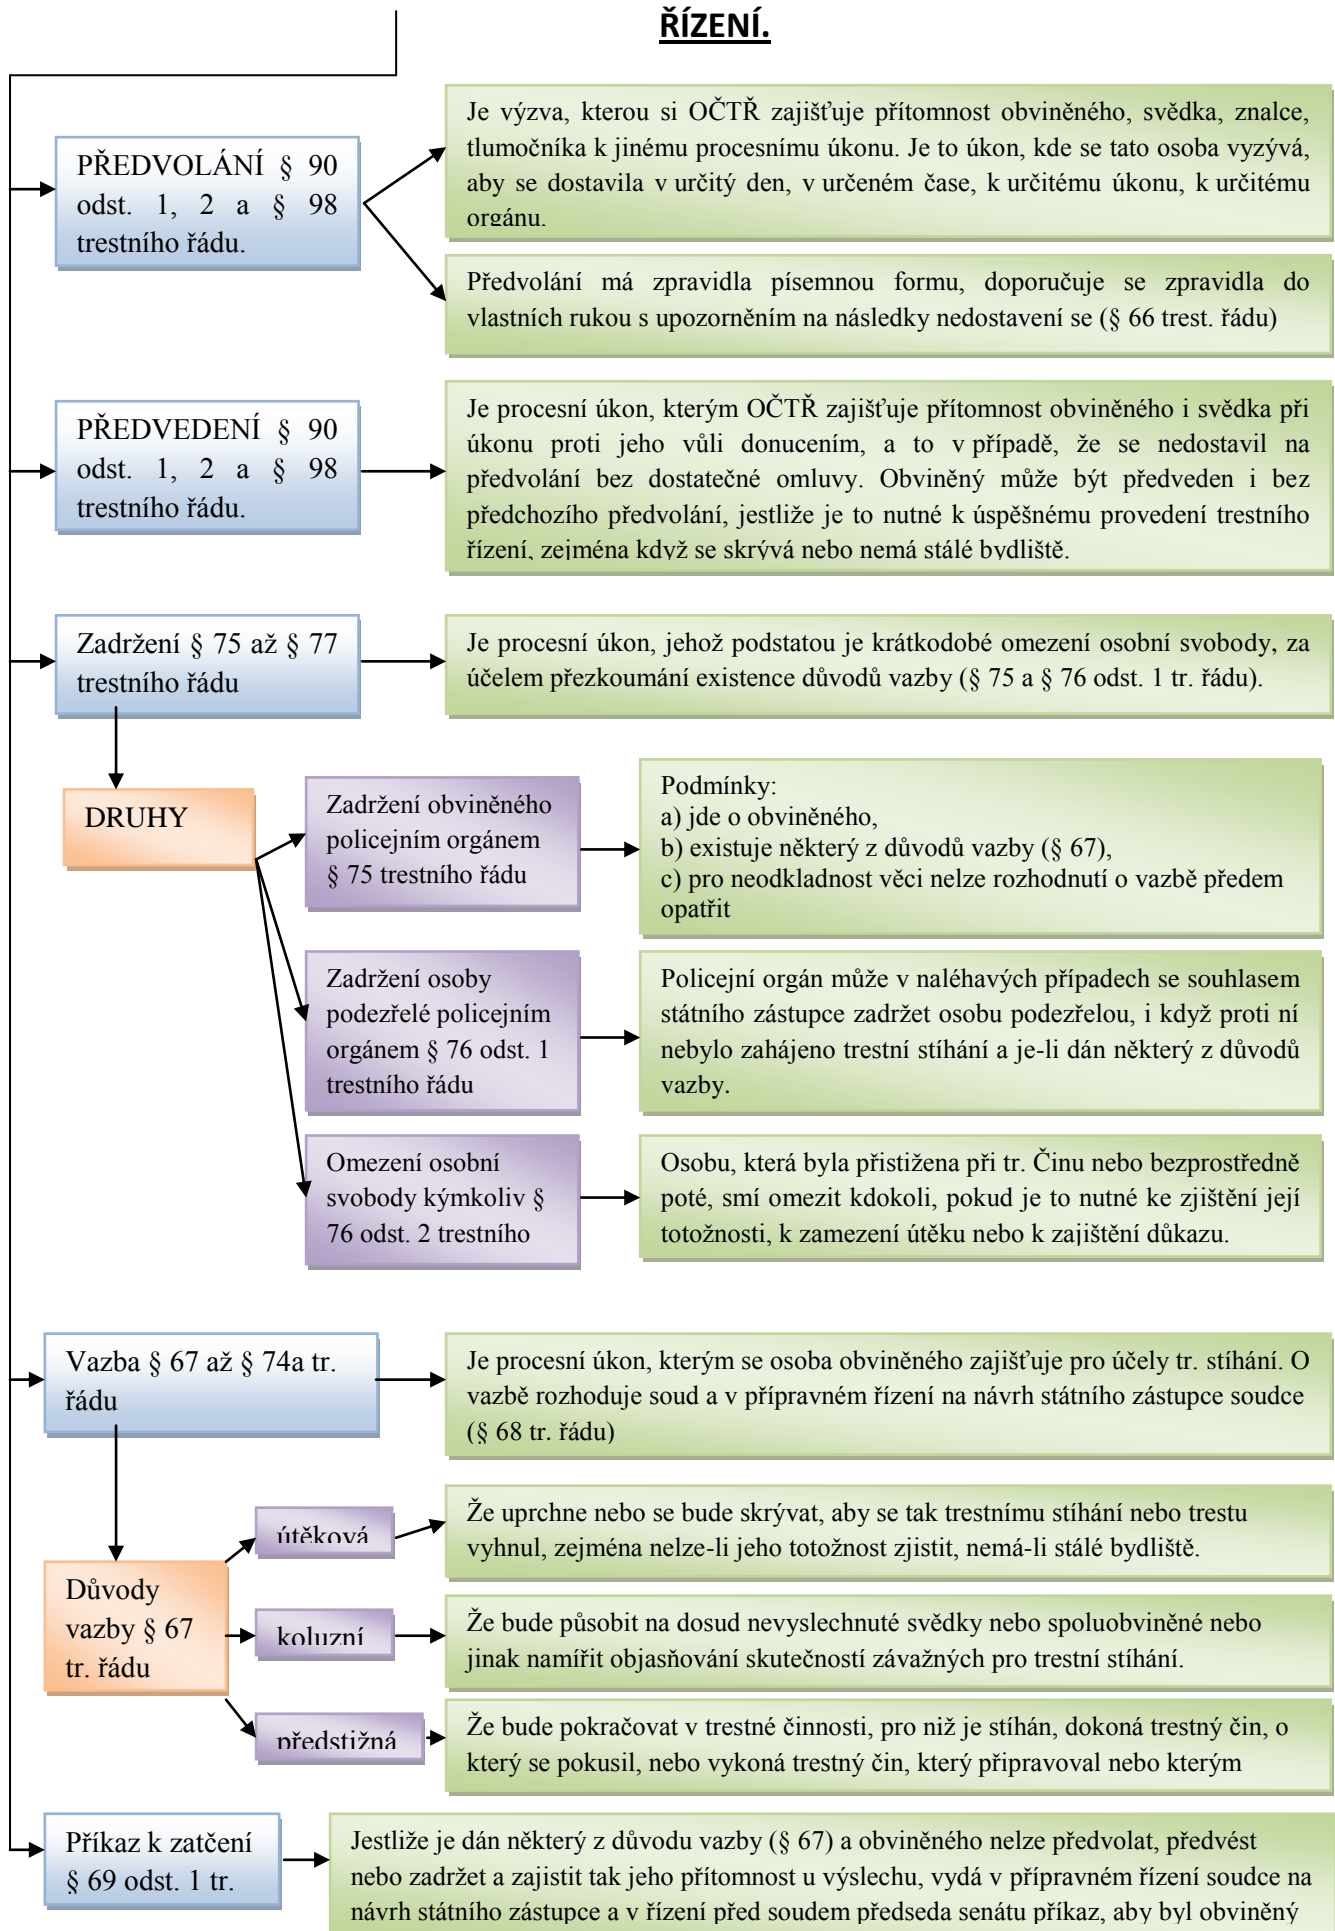 ŘÍZENÍ.
PŘEDVOLÁNÍ § 90
odst. 1, 2 a § 98
trestního řádu.
Je výzva, kterou si OČTŘ zajišťuje přítomnost obviněného, svědka, znalce,
tlumočníka k jinému procesnímu úkonu. Je to úkon, kde se tato osoba vyzývá,
aby se dostavila v určitý den, v určeném čase, k určitému úkonu, k určitému
orgánu.
Předvolání má zpravidla písemnou formu, doporučuje se zpravidla do
vlastních rukou s upozorněním na následky nedostavení se (§ 66 trest. řádu)
PŘEDVEDENÍ § 90
odst. 1, 2 a § 98
trestního řádu.
Je procesní úkon, kterým OČTŘ zajišťuje přítomnost obviněného i svědka při
úkonu proti jeho vůli donucením, a to v případě, že se nedostavil na
předvolání bez dostatečné omluvy. Obviněný může být předveden i bez
předchozího předvolání, jestliže je to nutné k úspěšnému provedení trestního
řízení, zejména když se skrývá nebo nemá stálé bydliště.
Zadržení § 75 až § 77
trestního řádu
Je procesní úkon, jehož podstatou je krátkodobé omezení osobní svobody, za
účelem přezkoumání existence důvodů vazby (§ 75 a § 76 odst. 1 tr. řádu).
DRUHY
Zadržení obviněného
policejním orgánem
§ 75 trestního řádu
Podmínky:
a) jde o obviněného,
b) existuje některý z důvodů vazby (§ 67),
c) pro neodkladnost věci nelze rozhodnutí o vazbě předem
opatřit
Zadržení osoby
podezřelé policejním
orgánem § 76 odst. 1
trestního řádu
Policejní orgán může v naléhavých případech se souhlasem
státního zástupce zadržet osobu podezřelou, i když proti ní
nebylo zahájeno trestní stíhání a je-li dán některý z důvodů
vazby.
Omezení osobní
svobody kýmkoliv §
76 odst. 2 trestního
Osobu, která byla přistižena při tr. Činu nebo bezprostředně
poté, smí omezit kdokoli, pokud je to nutné ke zjištění její
totožnosti, k zamezení útěku nebo k zajištění důkazu.
Vazba § 67 až § 74a tr.
řádu
Je procesní úkon, kterým se osoba obviněného zajišťuje pro účely tr. stíhání. O
vazbě rozhoduje soud a v přípravném řízení na návrh státního zástupce soudce
(§ 68 tr. řádu)
Důvody
vazby § 67
tr. řádu
útěková
Že uprchne nebo se bude skrývat, aby se tak trestnímu stíhání nebo trestu
vyhnul, zejména nelze-li jeho totožnost zjistit, nemá-li stálé bydliště.
koluzní
Že bude působit na dosud nevyslechnuté svědky nebo spoluobviněné nebo
jinak namířit objasňování skutečností závažných pro trestní stíhání.
předstižná
Že bude pokračovat v trestné činnosti, pro niž je stíhán, dokoná trestný čin, o
který se pokusil, nebo vykoná trestný čin, který připravoval nebo kterým
Příkaz k zatčení
§ 69 odst. 1 tr.
Jestliže je dán některý z důvodu vazby (§ 67) a obviněného nelze předvolat, předvést
nebo zadržet a zajistit tak jeho přítomnost u výslechu, vydá v přípravném řízení soudce na
návrh státního zástupce a v řízení před soudem předseda senátu příkaz, aby byl obviněný